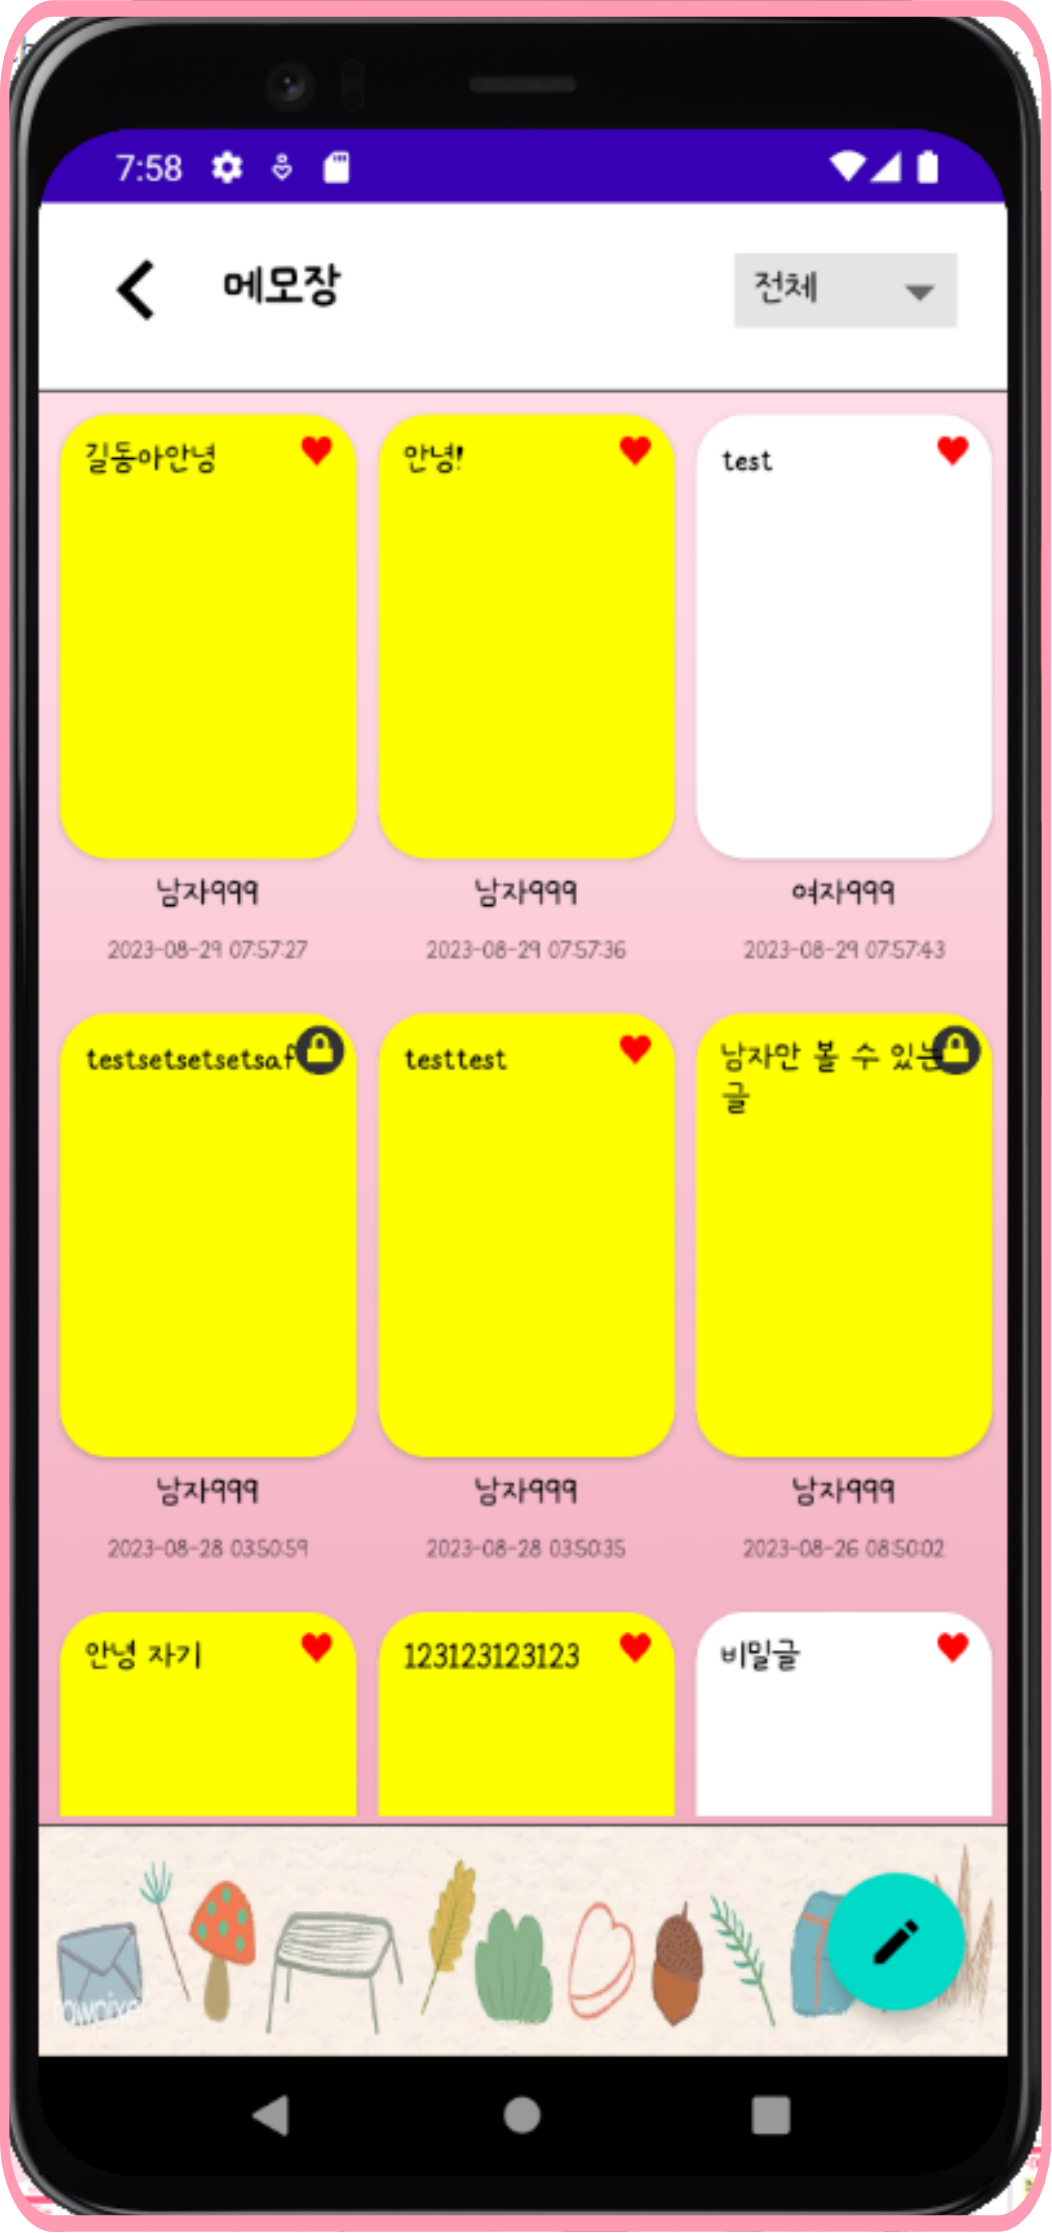 7:58
메모장
전체
길동아안녕
안녕!
test
남자999
남자999
여자999
2023-08-29 07:57:27
2023-08-29 07:57:36
2023-08-29 07:57:43
testsetsetsetsaf
testtest
남자만 볼 수 있는
글
남자999
남자999
남자999
2023-08-28 03:50:59
2023-08-28 03:50:35
2023-08-26 08:50:02
안녕 자기
123123123123
비밀글
rawpixel